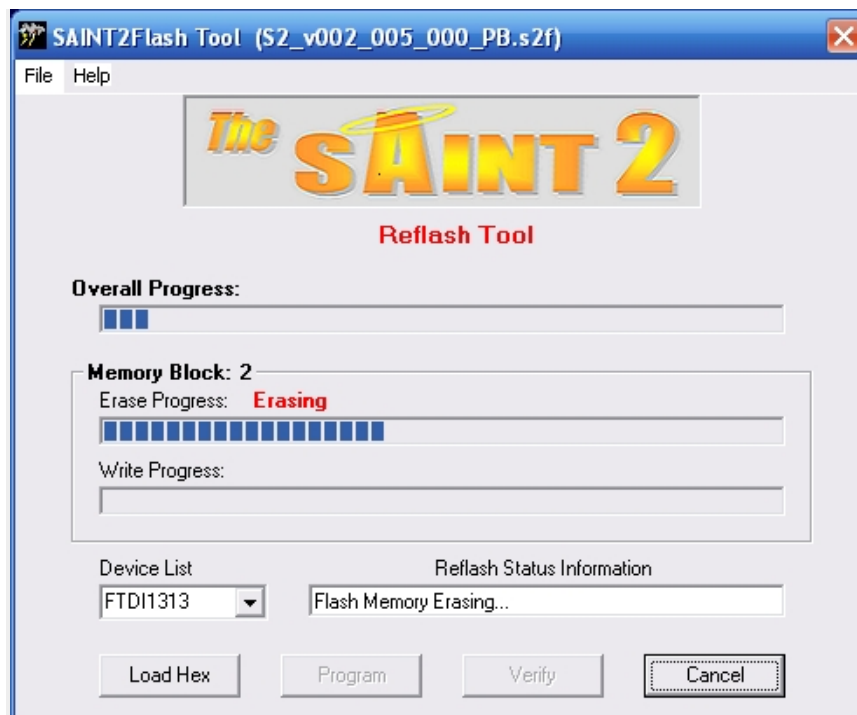 SAINT2Flash Tool (S2_v002_005_000_PB.s2f)
File Help
The SAINT 2
Reflash Tool
Overall Progress:
Memory Block: 2
Erase Progress: Erasing
Write Progress:
Device List Reflash Status Information
FTDI1313 Flash Memory Erasing...
Load Hex Program Verify Cancel